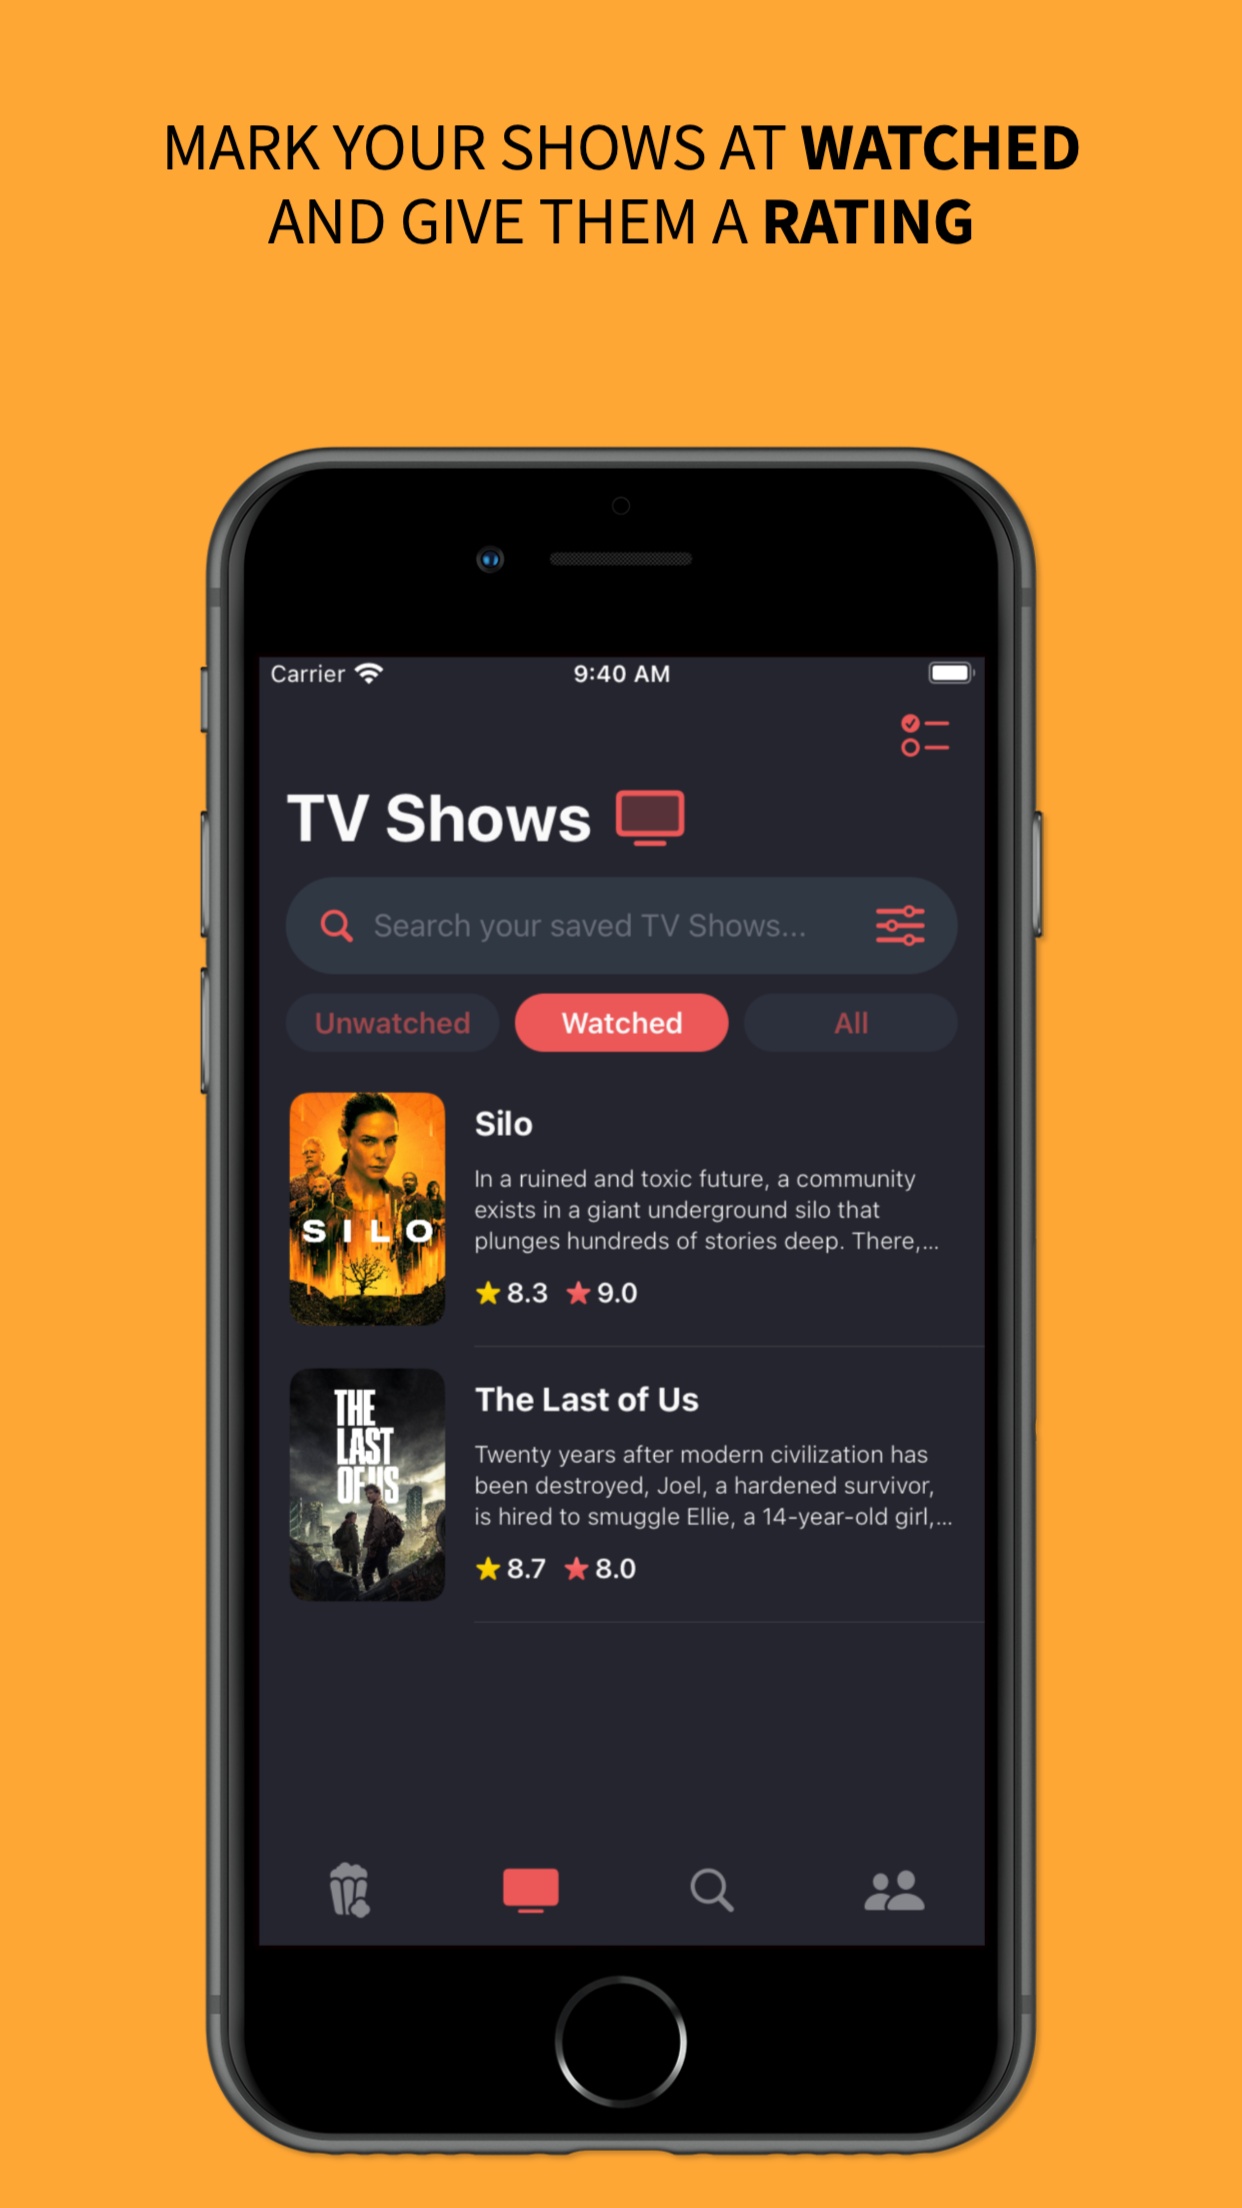 MARK YOUR SHOWS AT WATCHED
AND GIVE THEM A RATING
Carrier 9:40 AM
TV Shows
Search your saved TV Shows...
Unwatched Watched All
SILO
Silo
In a ruined and toxic future, a community
exists in a giant underground silo that
plunges hundreds of stories deep. There,...
8.3 9.0
THE
LAST
OF US
The Last of Us
Twenty years after modern civilization has
been destroyed, Joel, a hardened survivor,
is hired to smuggle Ellie, a 14-year-old girl,...
8.7 8.0